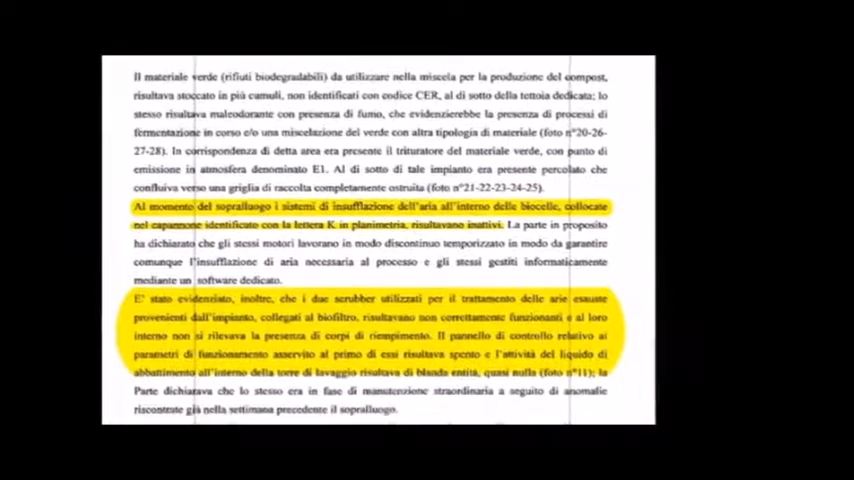 Il materiale verde (rifiuti biodegradabili) da utilizzare nella miscela per la produzione del compost,
risultava stoccato in più cumuli, non identificati con codice CER, al di sotto della tettoia dedicata; lo
stesso risultava maleodorante con presenza di fumo, che evidenzierebbe la presenza di processi di
fermentazione in corso e/o una miscelazione del verde con altra tipologia di materiale (foto n°20-26-
27-28). In corrispondenza di detta area era presente il trituratore del materiale verde, con punto di
emissione in atmosfera denominato E1. Al di sotto di tale impianto era presente percolato che
confluiva verso una griglia di raccolta completamente ostruita (foto n°21-22-23-24-25).
Al momento del sopralluogo i sistemi di insufflazione dell'aria all'interno delle biocelle, collocate
nel capannone identificato con la lettera K in planimetria, risultavano inattivi. La parte in proposito
ha dichiarato che gli stessi motori lavorano in modo discontinuo temporizzato in modo da garantire
comunque l'insufflazione di aria necessaria al processo e gli stessi gestiti informaticamente
mediante un software dedicato.
E' stato evidenziato, inoltre, che i due scrubber utilizzati per il trattamento delle arie esauste
provenienti dall'impianto, collegati al biofiltro, risultavano non correttamente funzionanti e al loro
interno non si rilevava la presenza di corpi di riempimento. Il pannello di controllo relativo ai
parametri di funzionamento asservito al primo di essi risultava spento e l'attività del liquido di
abbattimento all'interno della torre di lavaggio risultava di blanda entità, quasi nulla (foto n°11); la
Parte dichiarava che lo stesso era in fase di manutenzione straordinaria a seguito di anomalie
riscontrate già nella settimana precedente il sopralluogo.